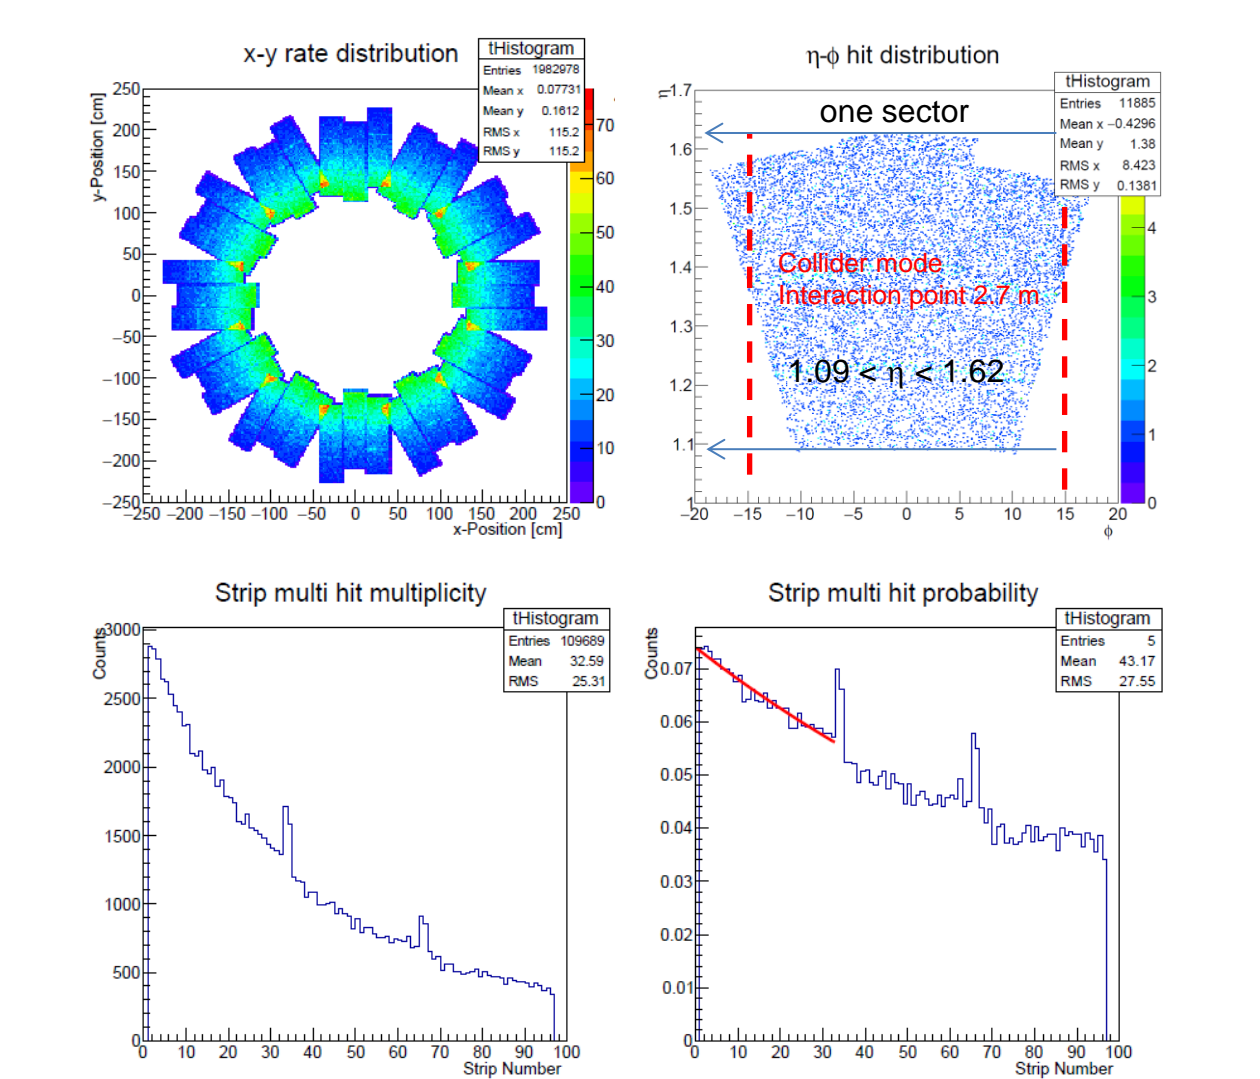 x-y rate distribution
tHistogram
Entries 1982978
Mean x 0.07731
Mean y 0.1612
RMS x 115.2
RMS y 115.2
y-Position [cm]
250
200
150
100
50
0
−50
−100
−150
−200
−250
−250 −200 −150 −100 −50 0 50 100 150 200 250
x-Position [cm]
70
60
50
40
30
20
10
0
η-ϕ hit distribution
tHistogram
Entries 11885
Mean x −0.4296
Mean y 1.38
RMS x 8.423
RMS y 0.1381
η
1.7
1.6
1.5
1.4
1.3
1.2
1.1
1
one sector
Collider mode
Interaction point 2.7 m
1.09 < η < 1.62
−20 −15 −10 −5 0 5 10 15 20
ϕ
4
3
2
1
0
Strip multi hit multiplicity
tHistogram
Entries 109689
Mean 32.59
RMS 25.31
Counts
3000
2500
2000
1500
1000
500
0
0 10 20 30 40 50 60 70 80 90 100
Strip Number
Strip multi hit probability
tHistogram
Entries 5
Mean 43.17
RMS 27.55
Counts
0.07
0.06
0.05
0.04
0.03
0.02
0.01
0
0 10 20 30 40 50 60 70 80 90 100
Strip Number